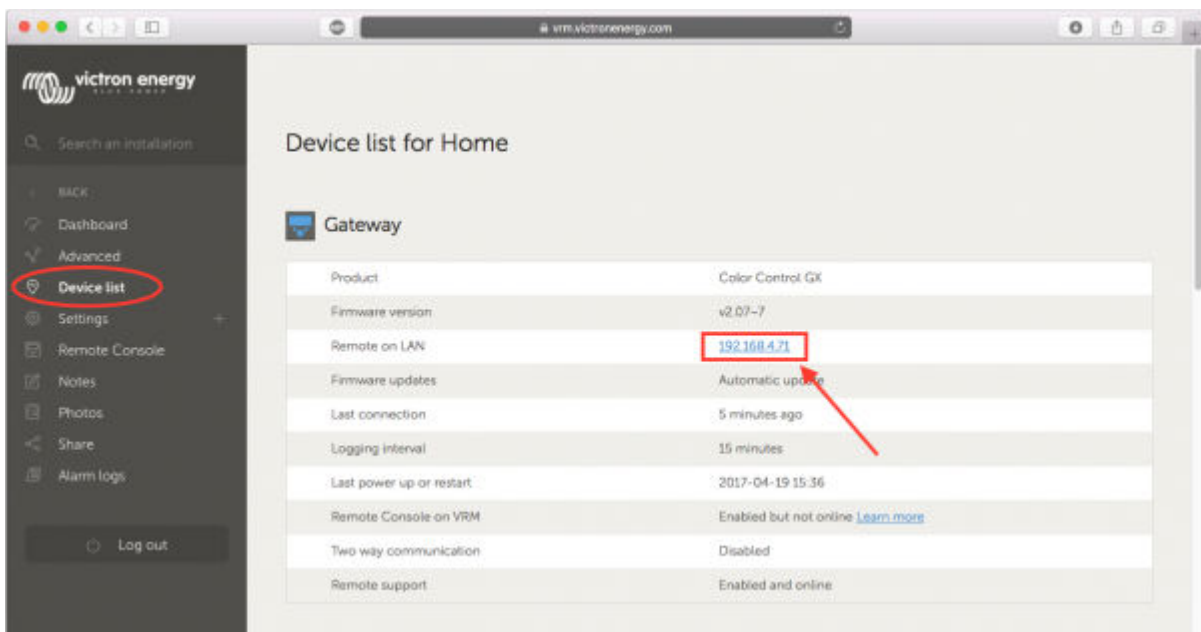 vrm.victronenergy.com
victron energy
BLUE POWER
Search an installation
BACK
Dashboard
Advanced
Device list
Settings
Remote Console
Notes
Photos
Share
Alarm logs
Log out
Device list for Home
Gateway
Product Color Control GX
Firmware version v2.07~7
Remote on LAN 192.168.4.71
Firmware updates Automatic update
Last connection 5 minutes ago
Logging interval 15 minutes
Last power up or restart 2017-04-19 15:36
Remote Console on VRM Enabled but not online Learn more
Two way communication Disabled
Remote support Enabled and online